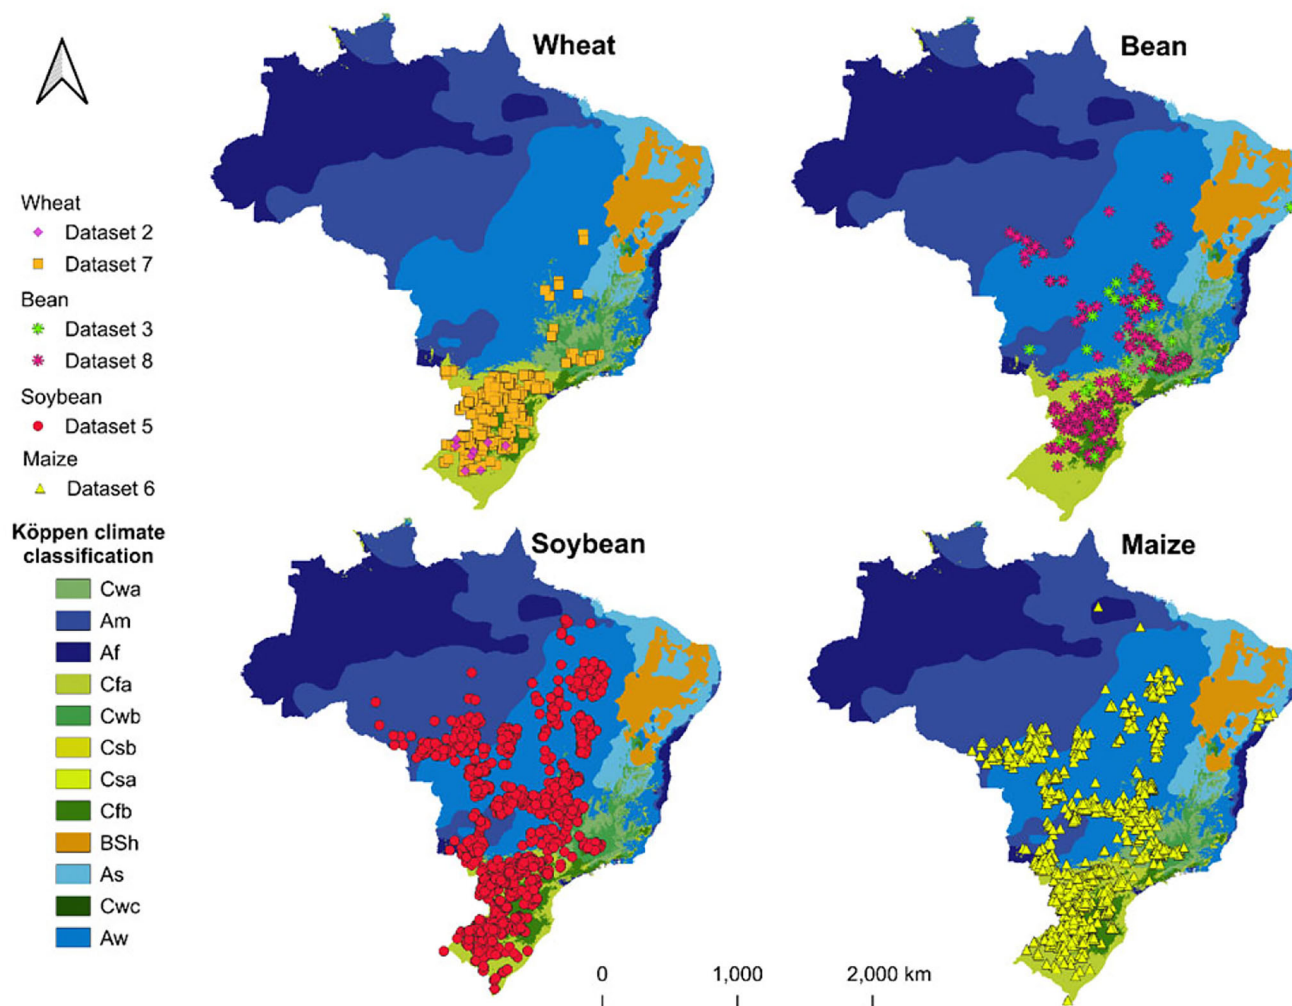 Wheat
Bean
Wheat
Dataset 2
Dataset 7
Bean
Dataset 3
Dataset 8
Soybean
Dataset 5
Maize
Dataset 6
Köppen climate
classification
Cwa
Am
Af
Cfa
Cwb
Csb
Csa
Cfb
BSh
As
Cwc
Aw
Soybean
Maize
0 1,000 2,000 km